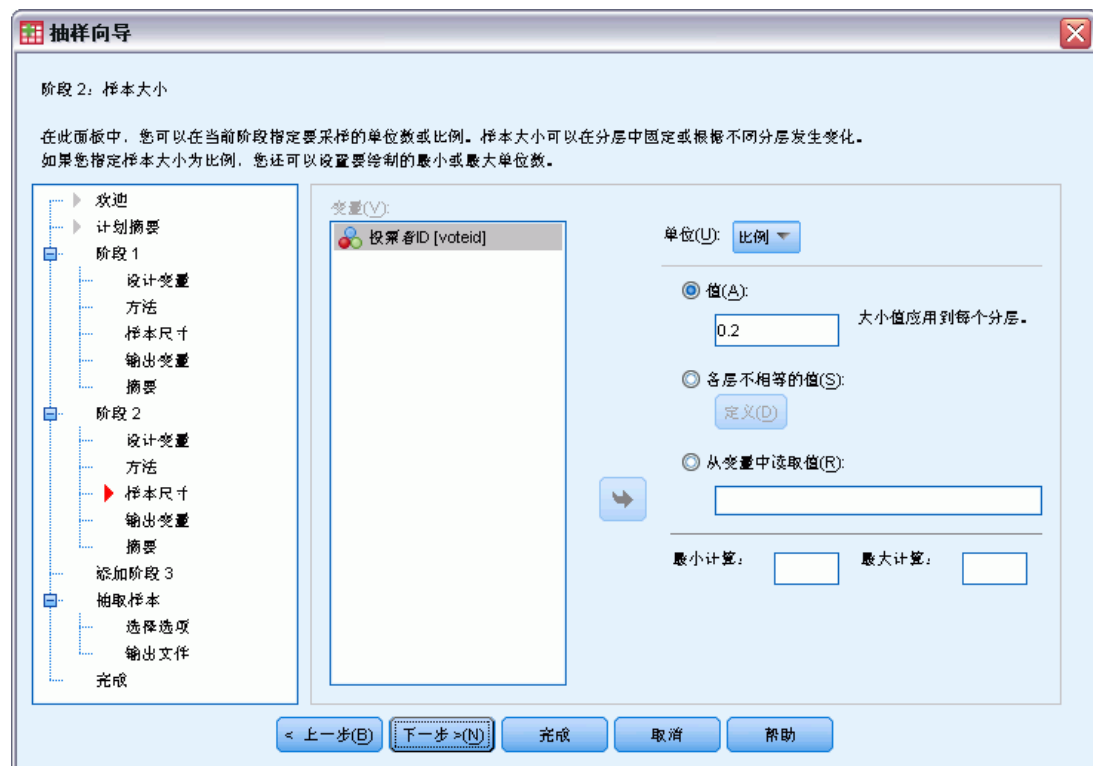 抽样向导
阶段 2：样本大小
在此面板中，您可以在当前阶段指定要采样的单位数或比例。样本大小可以在分层中固定或根据不同分层发生变化。
如果您指定样本大小为比例，您还可以设置要绘制的最小或最大单位数。
欢迎
计划摘要
阶段 1
设计变量
方法
样本尺寸
输出变量
摘要
阶段 2
设计变量
方法
样本尺寸
输出变量
摘要
添加阶段 3
抽取样本
选择选项
输出文件
完成
变量(V):
投票者ID [voteid]
单位(U): 比例
值(A):
0.2 大小值应用到每个分层。
各层不相等的值(S):
定义(D)
从变量中读取值(R):
最小计算： 最大计算：
< 上一步(B) 下一步 >(N) 完成 取消 帮助